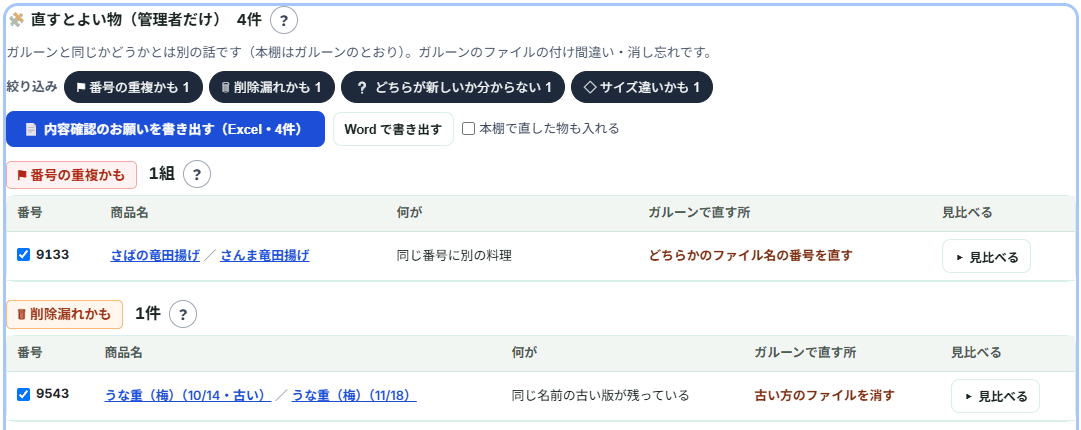 直すとよい物（管理者だけ） 4件 ?
ガルーンと同じかどうかとは別の話です（本棚はガルーンのとおり）。ガルーンのファイルの付け間違い・消し忘れです。
絞り込み 番号の重複かも 1 削除漏れかも 1 ? どちらが新しいか分からない 1 ◇ サイズ違いかも 1
内容確認のお願いを書き出す（Excel・4件） Word で書き出す 本棚で直した物も入れる
番号の重複かも 1組 ?
番号 商品名 何が ガルーンで直す所 見比べる
9133 さばの竜田揚げ ／ さんま竜田揚げ 同じ番号に別の料理 どちらかのファイル名の番号を直す ▸ 見比べる
削除漏れかも 1件 ?
番号 商品名 何が ガルーンで直す所 見比べる
9543 うな重（梅）（10/14・古い） ／ うな重（梅）（11/18） 同じ名前の古い版が残っている 古い方のファイルを消す ▸ 見比べる